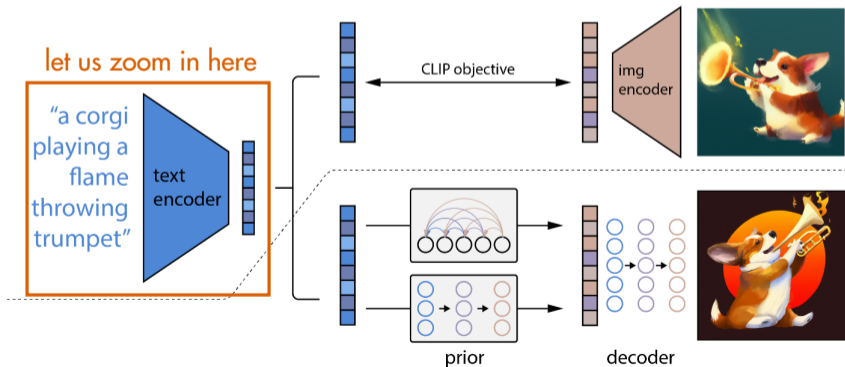 let us zoom in here
"a corgi
playing a
flame
throwing
trumpet"
text
encoder
CLIP objective
img
encoder
prior
decoder